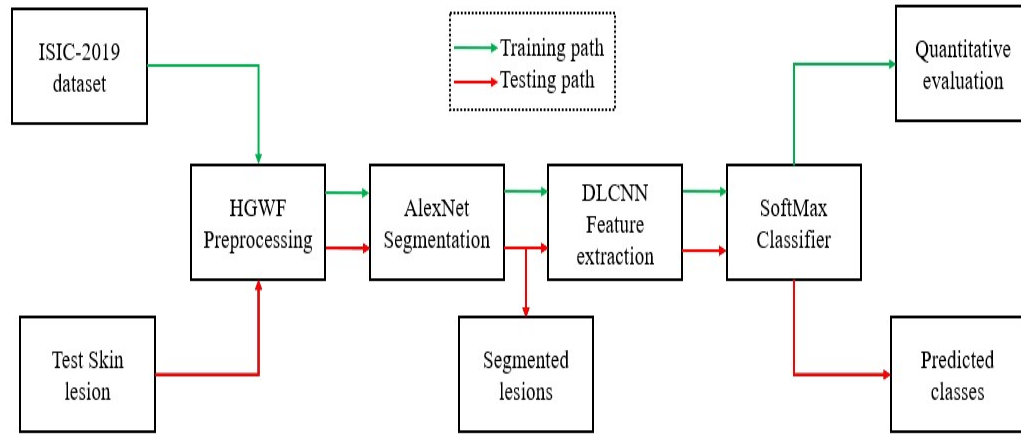 ISIC-2019
dataset
Training path
Testing path
Quantitative
evaluation
HGWF
Preprocessing
AlexNet
Segmentation
DLCNN
Feature
extraction
SoftMax
Classifier
Test Skin
lesion
Segmented
lesions
Predicted
classes